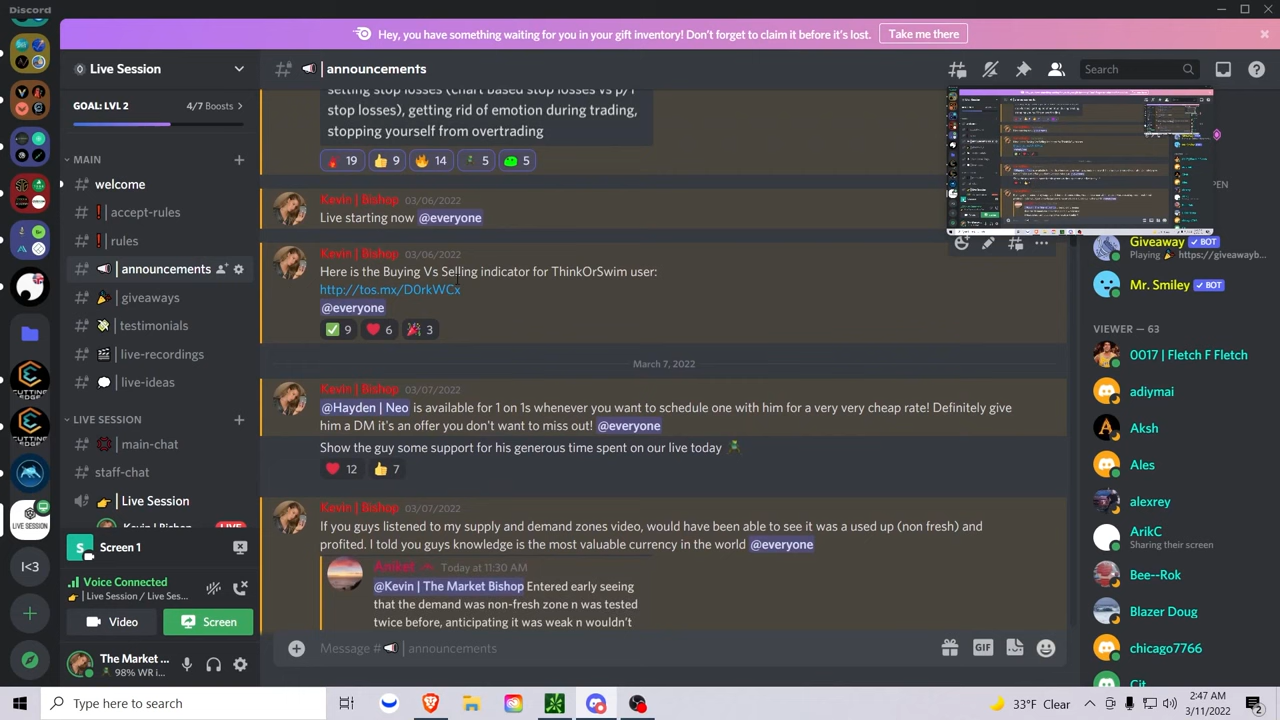 Discord
Hey, you have something waiting for you in your gift inventory! Don't forget to claim it before it's lost.
Take me there
Live Session
# 📢 | announcements
Search
GOAL: LVL 2
4/7 Boosts >
MAIN
welcome
| accept-rules
| rules
| announcements
| giveaways
| testimonials
| live-recordings
| live-ideas
LIVE SESSION
| main-chat
staff-chat
Live Session
Kevin | Bishop
LIVE
Screen 1
Voice Connected
| Live Session / Live Ses...
Video
Screen
The Market ...
98% WR i...
I<3
CUTTING EDGE
CUTTING EDGE
LIVE SESSION
setting stop losses (chart based stop losses vs p/l
percentages), getting rid of emotion during trading,
stopping yourself from overtrading
19
9
14
5
5
Kevin | Bishop 03/06/2022
Live starting now @everyone
Kevin | Bishop 03/06/2022
Here is the Buying Vs Selling indicator for ThinkOrSwim user:
http://tos.mx/D0rkWCx
@everyone
9
6
3
March 7, 2022
Kevin | Bishop 03/07/2022
@Hayden | Neo is available for 1 on 1s whenever you want to schedule one with him for a very very cheap rate! Definitely give
him a DM it's an offer you don't want to miss out! @everyone
Show the guy some support for his generous time spent on our live today
12
7
Kevin | Bishop 03/07/2022
If you guys listened to my supply and demand zones video, would have been able to see it was a used up (non fresh) and
profited. I told you guys knowledge is the most valuable currency in the world @everyone
Today at 11:30 AM
@Kevin | The Market Bishop Entered early seeing
that the demand was non-fresh zone n was tested
twice before, anticipating it was weak n wouldn't
Message # | announcements
GIF
Giveaway BOT
Playing https://giveawayb...
Mr. Smiley BOT
VIEWER — 63
0017 | Fletch F Fletch
adiymai
Aksh
Ales
alexrey
ArikC
Sharing their screen
Bee--Rok
Blazer Doug
chicago7766
Type here to search
33°F Clear
2:47 AM
3/11/2022
2